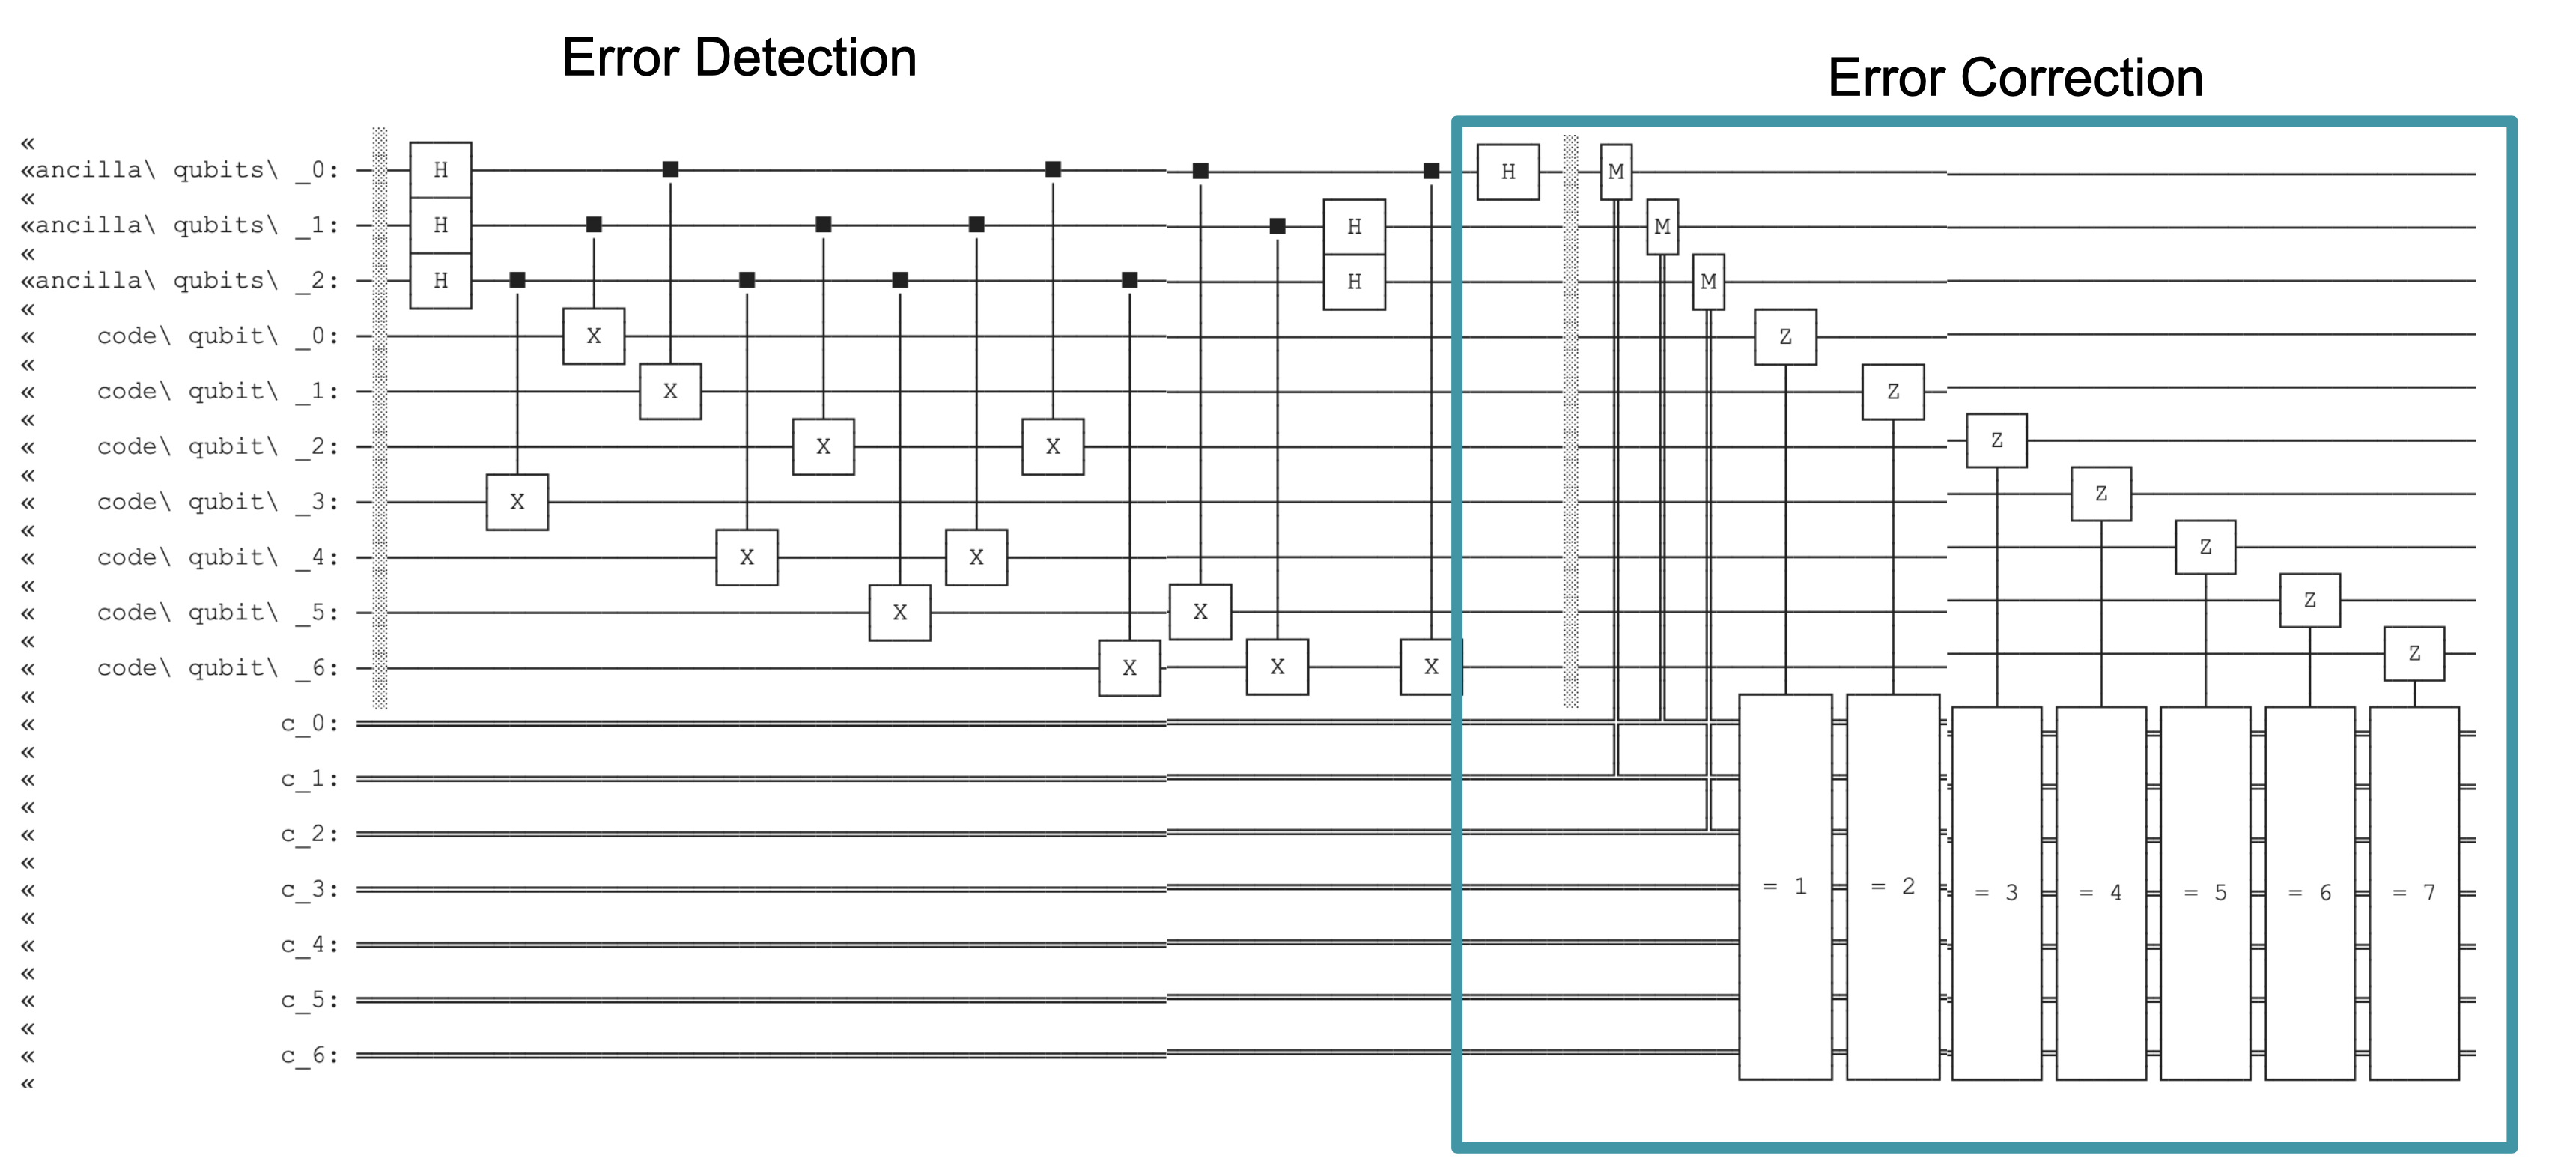 Error Detection
Error Correction
«
«ancilla\ qubits\ _0: H H M
«
«ancilla\ qubits\ _1: H H M
«
«ancilla\ qubits\ _2: H H M
«
« code\ qubit\ _0: X Z
«
« code\ qubit\ _1: X Z
«
« code\ qubit\ _2: X X Z
«
« code\ qubit\ _3: X Z
«
« code\ qubit\ _4: X X Z
«
« code\ qubit\ _5: X X Z
«
« code\ qubit\ _6: X X X Z
«
« c_0:
«
« c_1:
«
« c_2:
«
« c_3: = 1 = 2 = 3 = 4 = 5 = 6 = 7
«
« c_4:
«
« c_5:
«
« c_6:
«